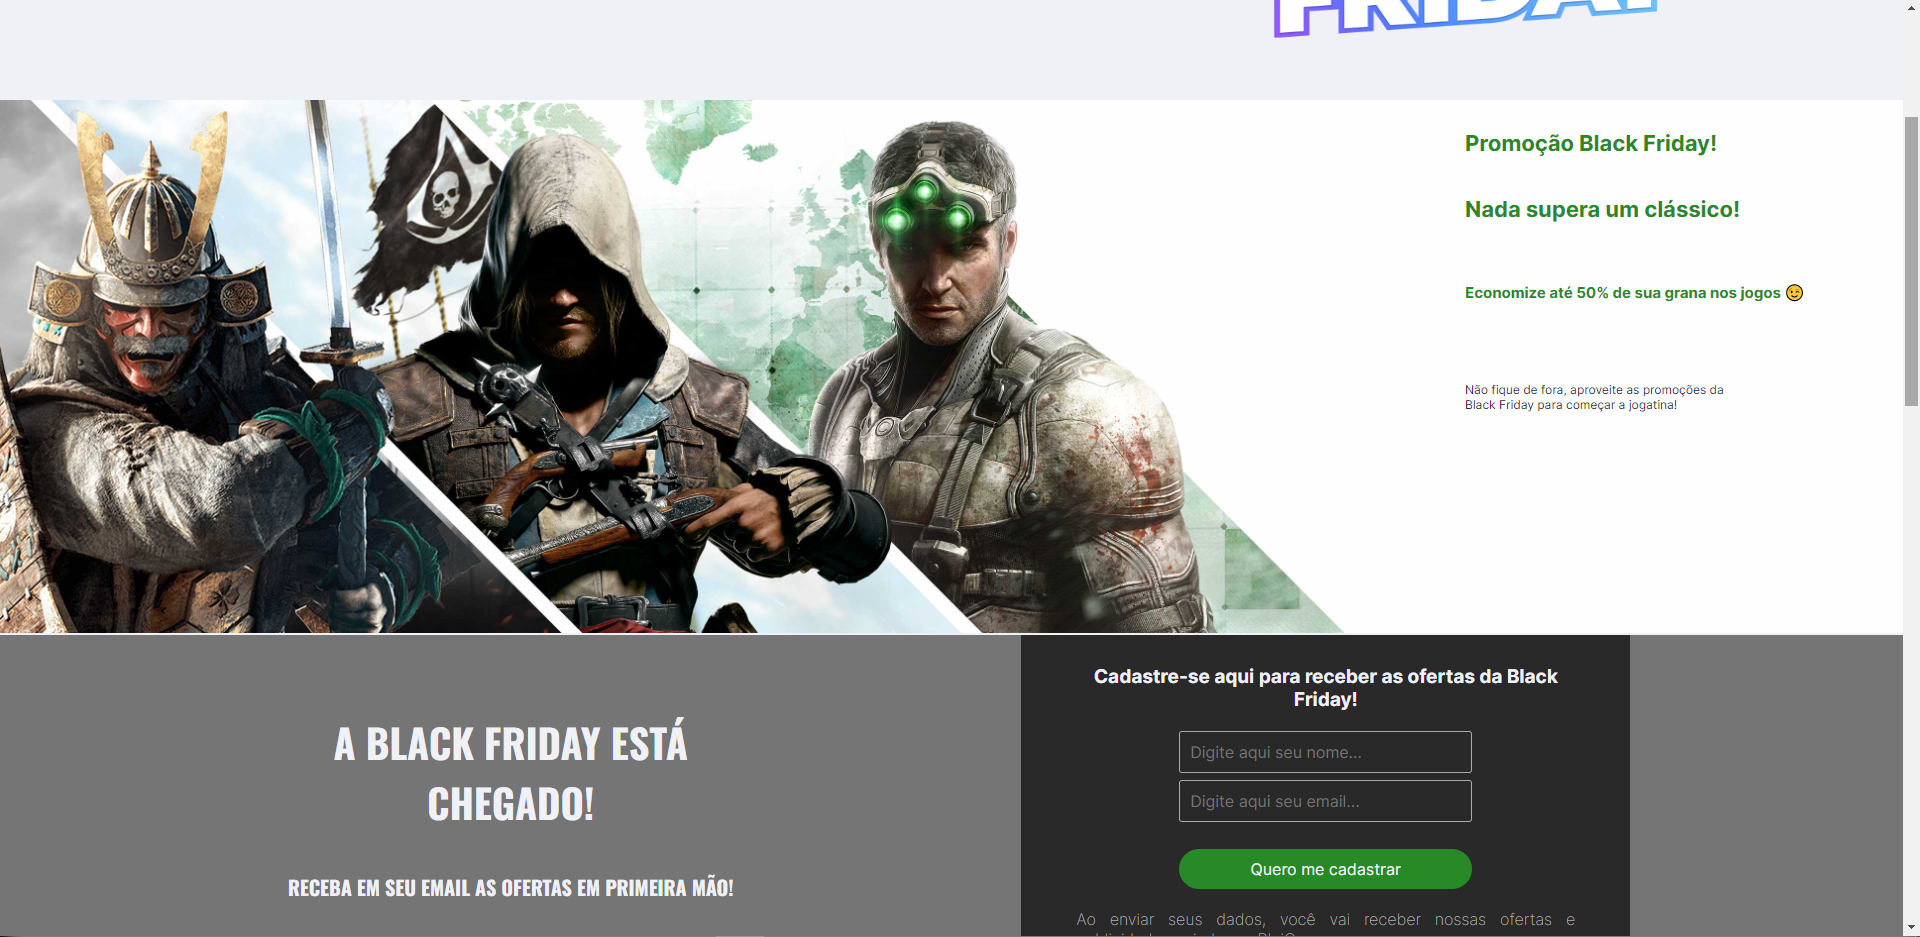 FRIDAY
Promoção Black Friday!
Nada supera um clássico!
Economize até 50% de sua grana nos jogos 😉
Não fique de fora, aproveite as promoções da
Black Friday para começar a jogatina!
A BLACK FRIDAY ESTÁ
CHEGADO!
RECEBA EM SEU EMAIL AS OFERTAS EM PRIMEIRA MÃO!
Cadastre-se aqui para receber as ofertas da Black
Friday!
Digite aqui seu nome...
Digite aqui seu email...
Quero me cadastrar
Ao enviar seus dados, você vai receber nossas ofertas e